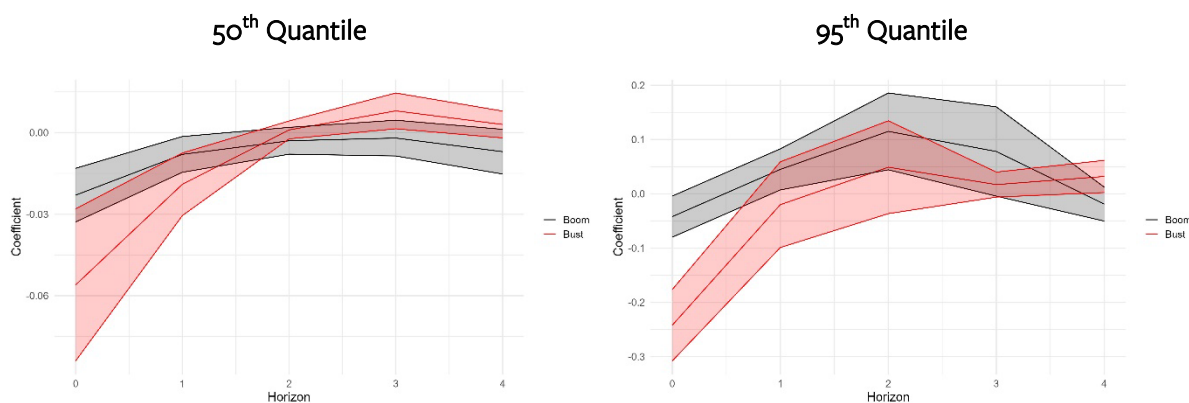 50th Quantile
95th Quantile
Coefficient
0.00
-0.03
-0.06
0
1
2
3
4
Horizon
Boom
Bust
Coefficient
0.2
0.1
0.0
-0.1
-0.2
-0.3
0
1
2
3
4
Horizon
Boom
Bust